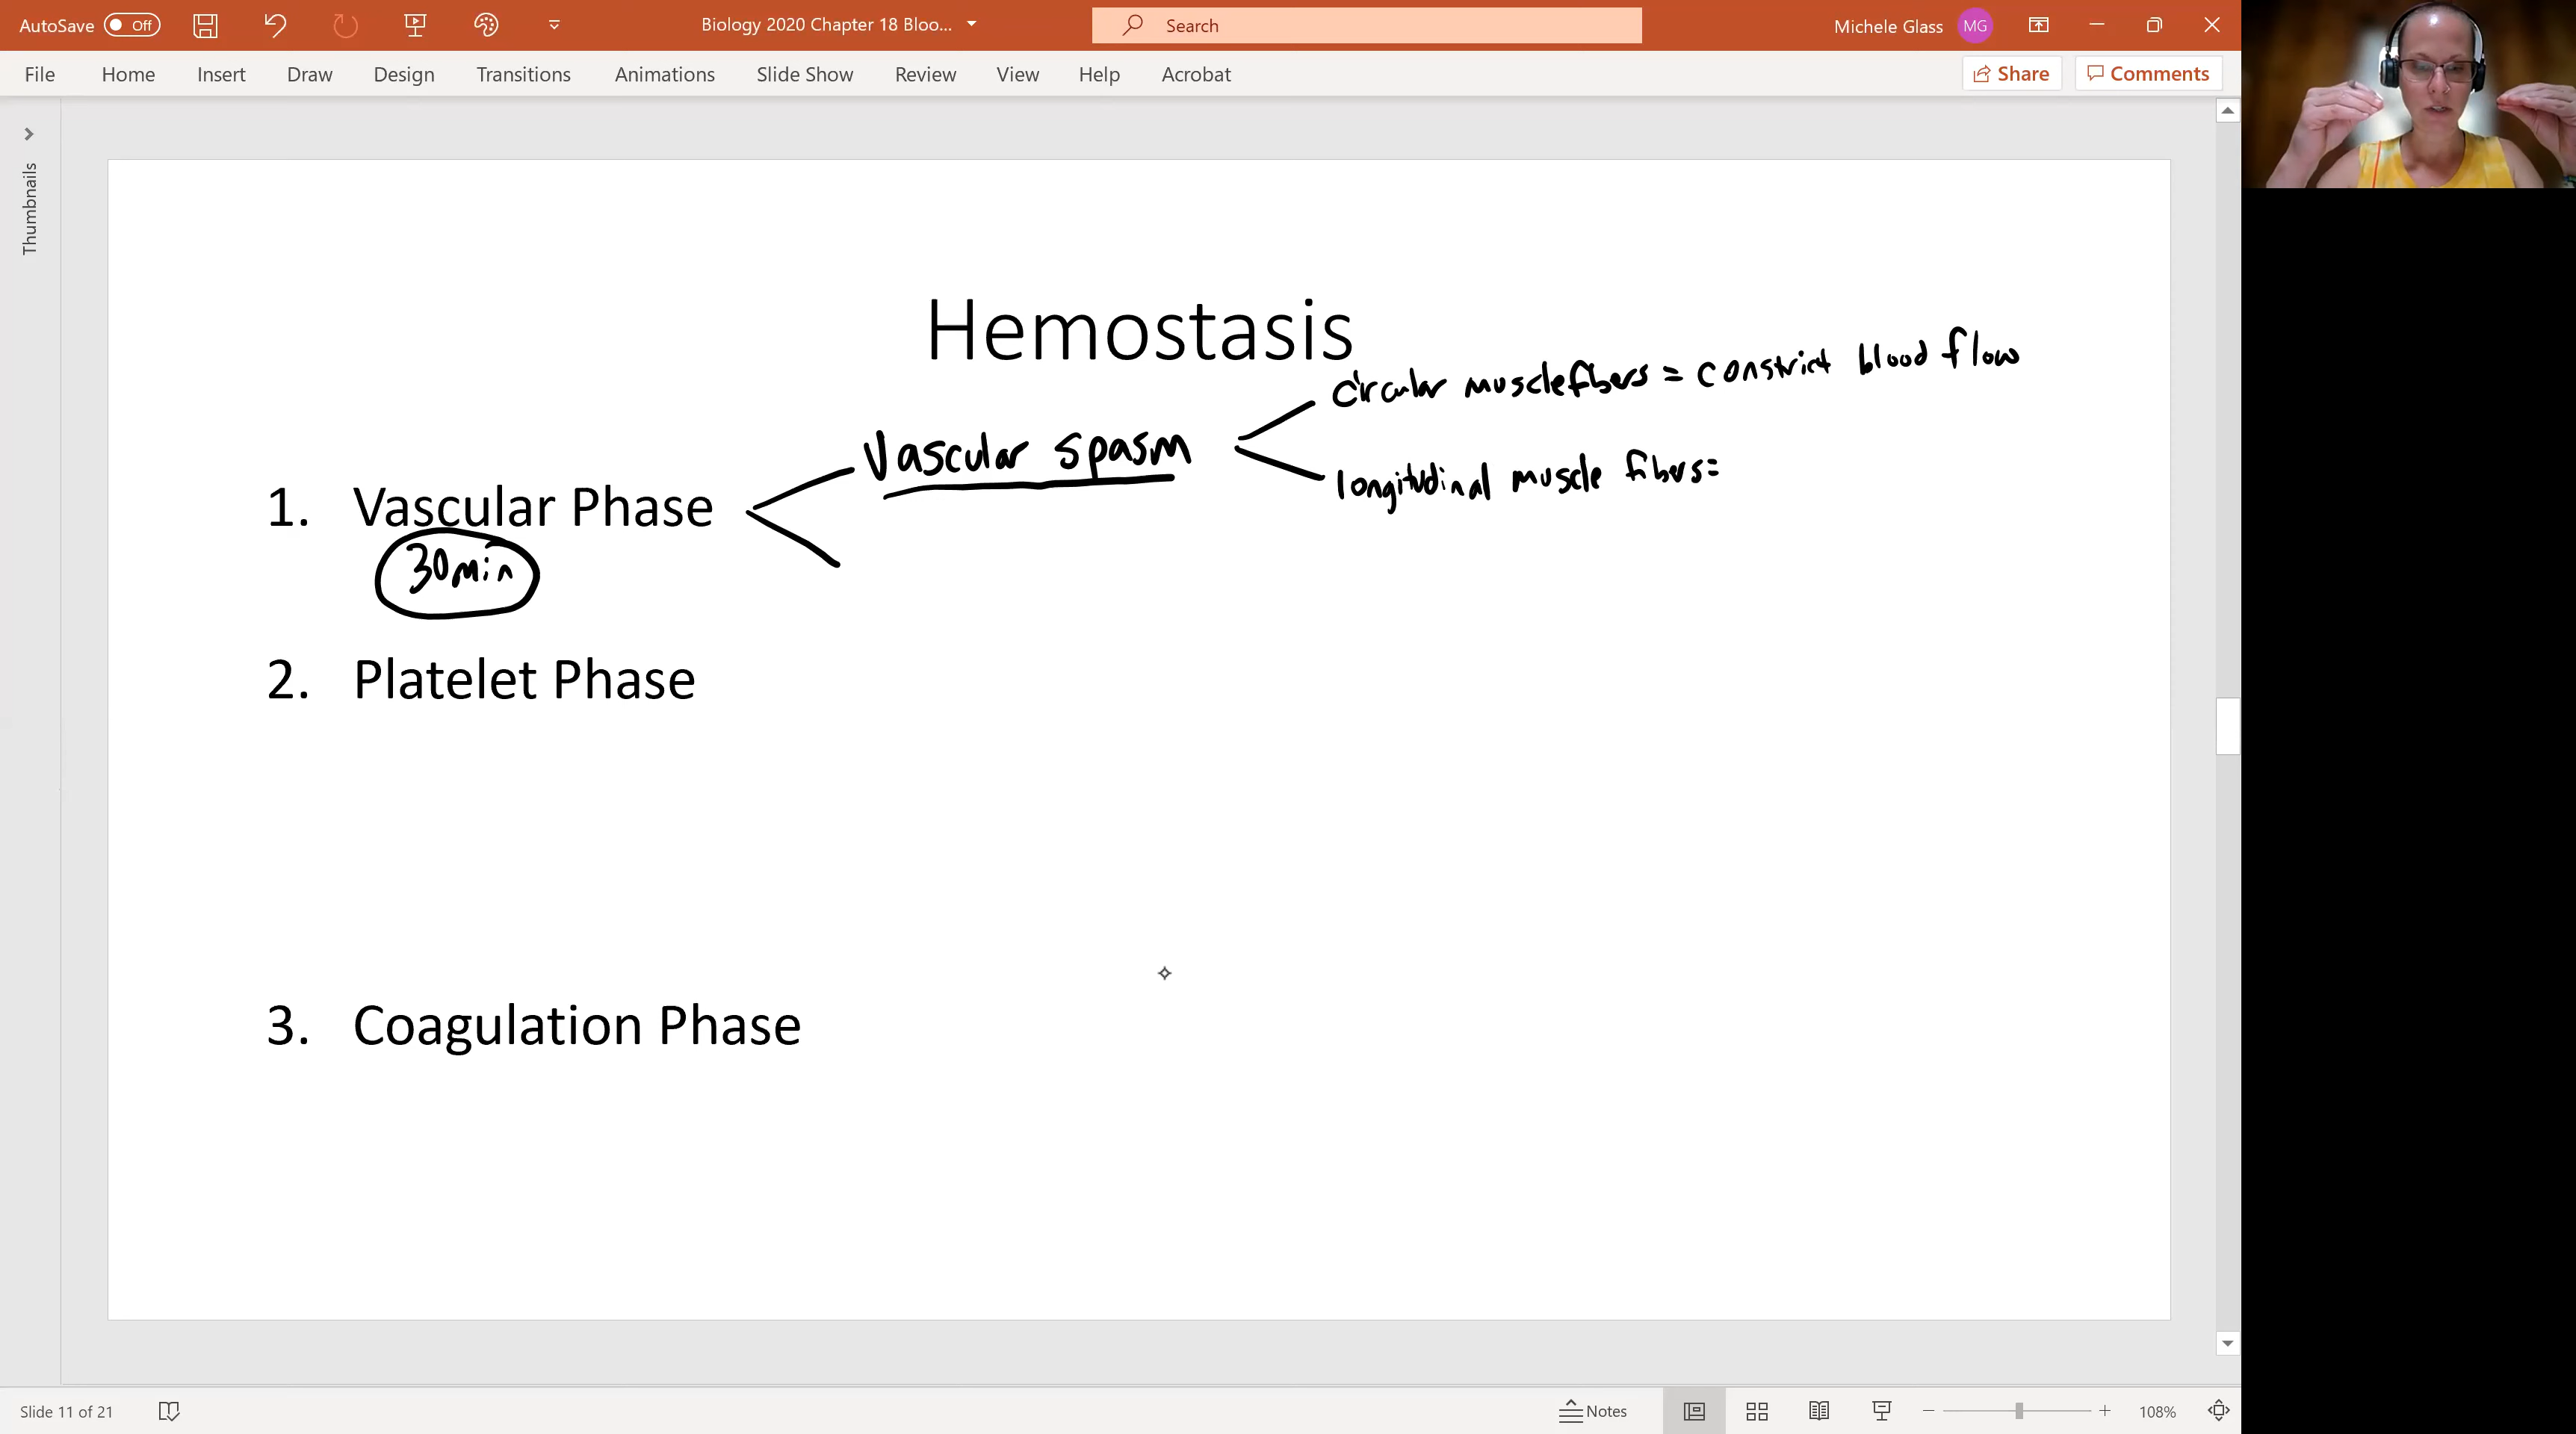 AutoSave Off Biology 2020 Chapter 18 Bloo... Search Michele Glass MG
File Home Insert Draw Design Transitions Animations Slide Show Review View Help Acrobat Share Comments
Thumbnails
Hemostasis
circular muscle fibers = constrict blood flow
Vascular spasm
longitudinal muscle fibers=
1. Vascular Phase
30min
2. Platelet Phase
3. Coagulation Phase
Slide 11 of 21 Notes 108%